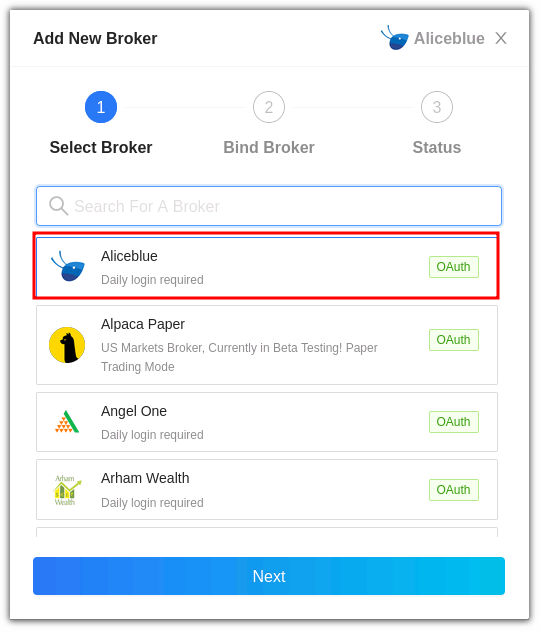 Add New Broker
Aliceblue
1
2
3
Select Broker
Bind Broker
Status
Search For A Broker
Aliceblue
Daily login required
OAuth
Alpaca Paper
US Markets Broker, Currently in Beta Testing! Paper
Trading Mode
OAuth
Angel One
Daily login required
OAuth
Arham
Wealth
Arham Wealth
Daily login required
OAuth
Next